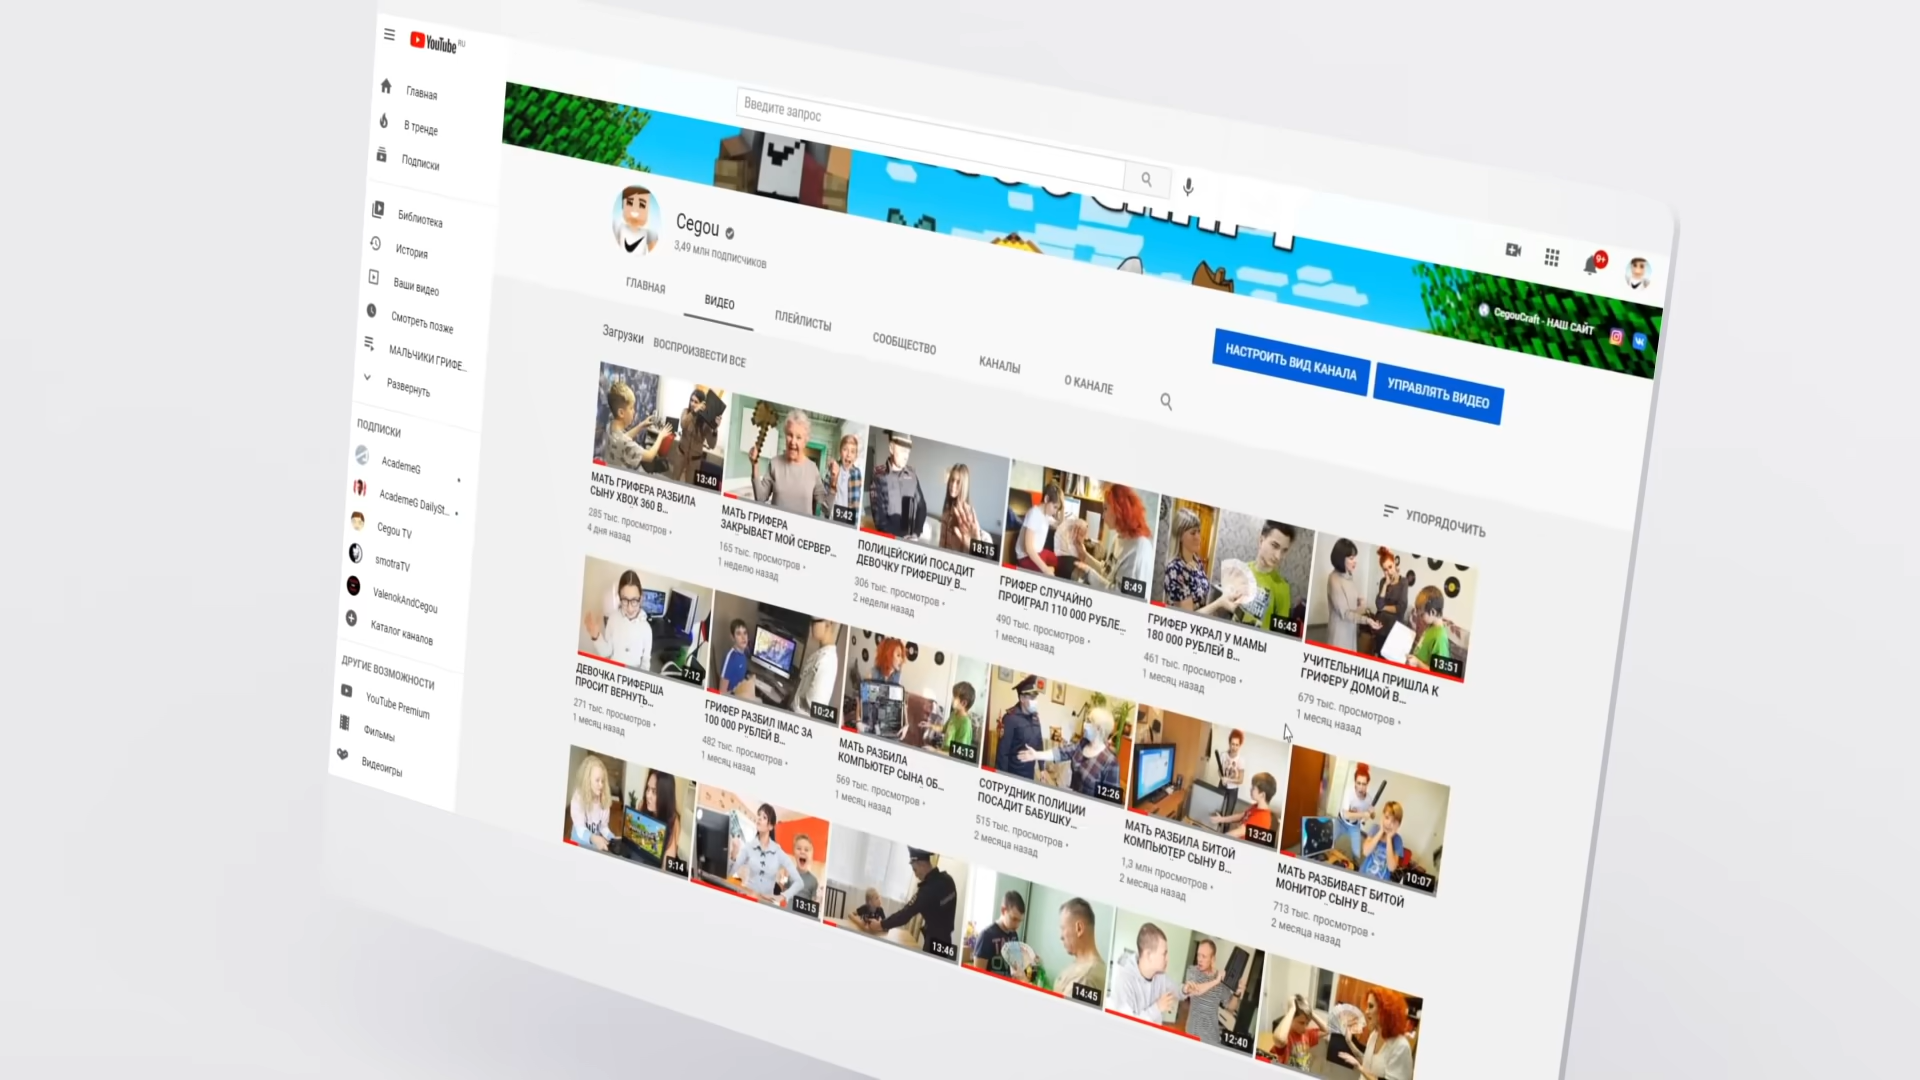 YouTube RU
Введите запрос
Главная
В тренде
Подписки
Библиотека
История
Ваши видео
Смотреть позже
МАЛЬЧИКИ ГРИФЕ...
Развернуть
ПОДПИСКИ
AcademeG
AcademeG DailySt...
Cegou TV
smotraTV
ValenokAndCegou
Каталог каналов
ДРУГИЕ ВОЗМОЖНОСТИ
YouTube Premium
Фильмы
Видеоигры
9+
CegouCraft - НАШ САЙТ
Cegou
3,49 млн подписчиков
НАСТРОИТЬ ВИД КАНАЛА
УПРАВЛЯТЬ ВИДЕО
ГЛАВНАЯ
ВИДЕО
ПЛЕЙЛИСТЫ
СООБЩЕСТВО
КАНАЛЫ
О КАНАЛЕ
Загрузки
ВОСПРОИЗВЕСТИ ВСЕ
УПОРЯДОЧИТЬ
13:40
МАТЬ ГРИФЕРА РАЗБИЛА
СЫНУ XBOX 360 В...
285 тыс. просмотров •
4 дня назад
9:42
МАТЬ ГРИФЕРА
ЗАКРЫВАЕТ МОЙ СЕРВЕР...
165 тыс. просмотров •
1 неделю назад
18:15
ПОЛИЦЕЙСКИЙ ПОСАДИТ
ДЕВОЧКУ ГРИФЕРШУ В...
306 тыс. просмотров •
2 недели назад
8:49
ГРИФЕР СЛУЧАЙНО
ПРОИГРАЛ 110 000 РУБЛЕ...
490 тыс. просмотров •
1 месяц назад
16:43
ГРИФЕР УКРАЛ У МАМЫ
180 000 РУБЛЕЙ В...
461 тыс. просмотров •
1 месяц назад
13:51
УЧИТЕЛЬНИЦА ПРИШЛА К
ГРИФЕРУ ДОМОЙ В...
679 тыс. просмотров •
1 месяц назад
7:12
ДЕВОЧКА ГРИФЕРША
ПРОСИТ ВЕРНУТЬ...
271 тыс. просмотров •
1 месяц назад
10:24
ГРИФЕР РАЗБИЛ IMAC ЗА
100 000 РУБЛЕЙ В...
482 тыс. просмотров •
1 месяц назад
14:13
МАТЬ РАЗБИЛА
КОМПЬЮТЕР СЫНА ОБ...
569 тыс. просмотров •
1 месяц назад
12:26
СОТРУДНИК ПОЛИЦИИ
ПОСАДИТ БАБУШКУ...
515 тыс. просмотров •
2 месяца назад
13:20
МАТЬ РАЗБИЛА БИТОЙ
КОМПЬЮТЕР СЫНУ В...
1,3 млн просмотров •
2 месяца назад
10:07
МАТЬ РАЗБИВАЕТ БИТОЙ
МОНИТОР СЫНУ В...
713 тыс. просмотров •
2 месяца назад
9:14
13:15
13:46
14:45
12:40